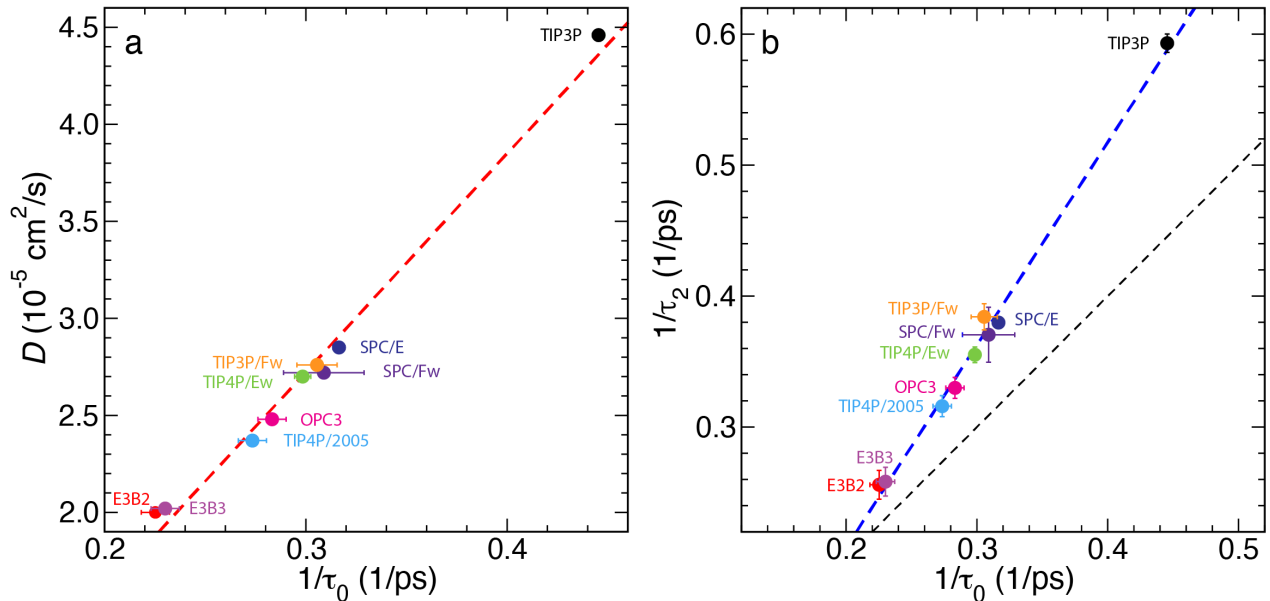 a
4.5
4.0
3.5
3.0
2.5
2.0
D (10⁻⁵ cm²/s)
TIP3P
SPC/E
TIP3P/Fw
SPC/Fw
TIP4P/Ew
OPC3
TIP4P/2005
E3B2
E3B3
0.2 0.3 0.4
1/τ₀ (1/ps)
b
0.6
0.5
0.4
0.3
1/τ₂ (1/ps)
TIP3P
TIP3P/Fw
SPC/E
SPC/Fw
TIP4P/Ew
OPC3
TIP4P/2005
E3B3
E3B2
0.2 0.3 0.4 0.5
1/τ₀ (1/ps)